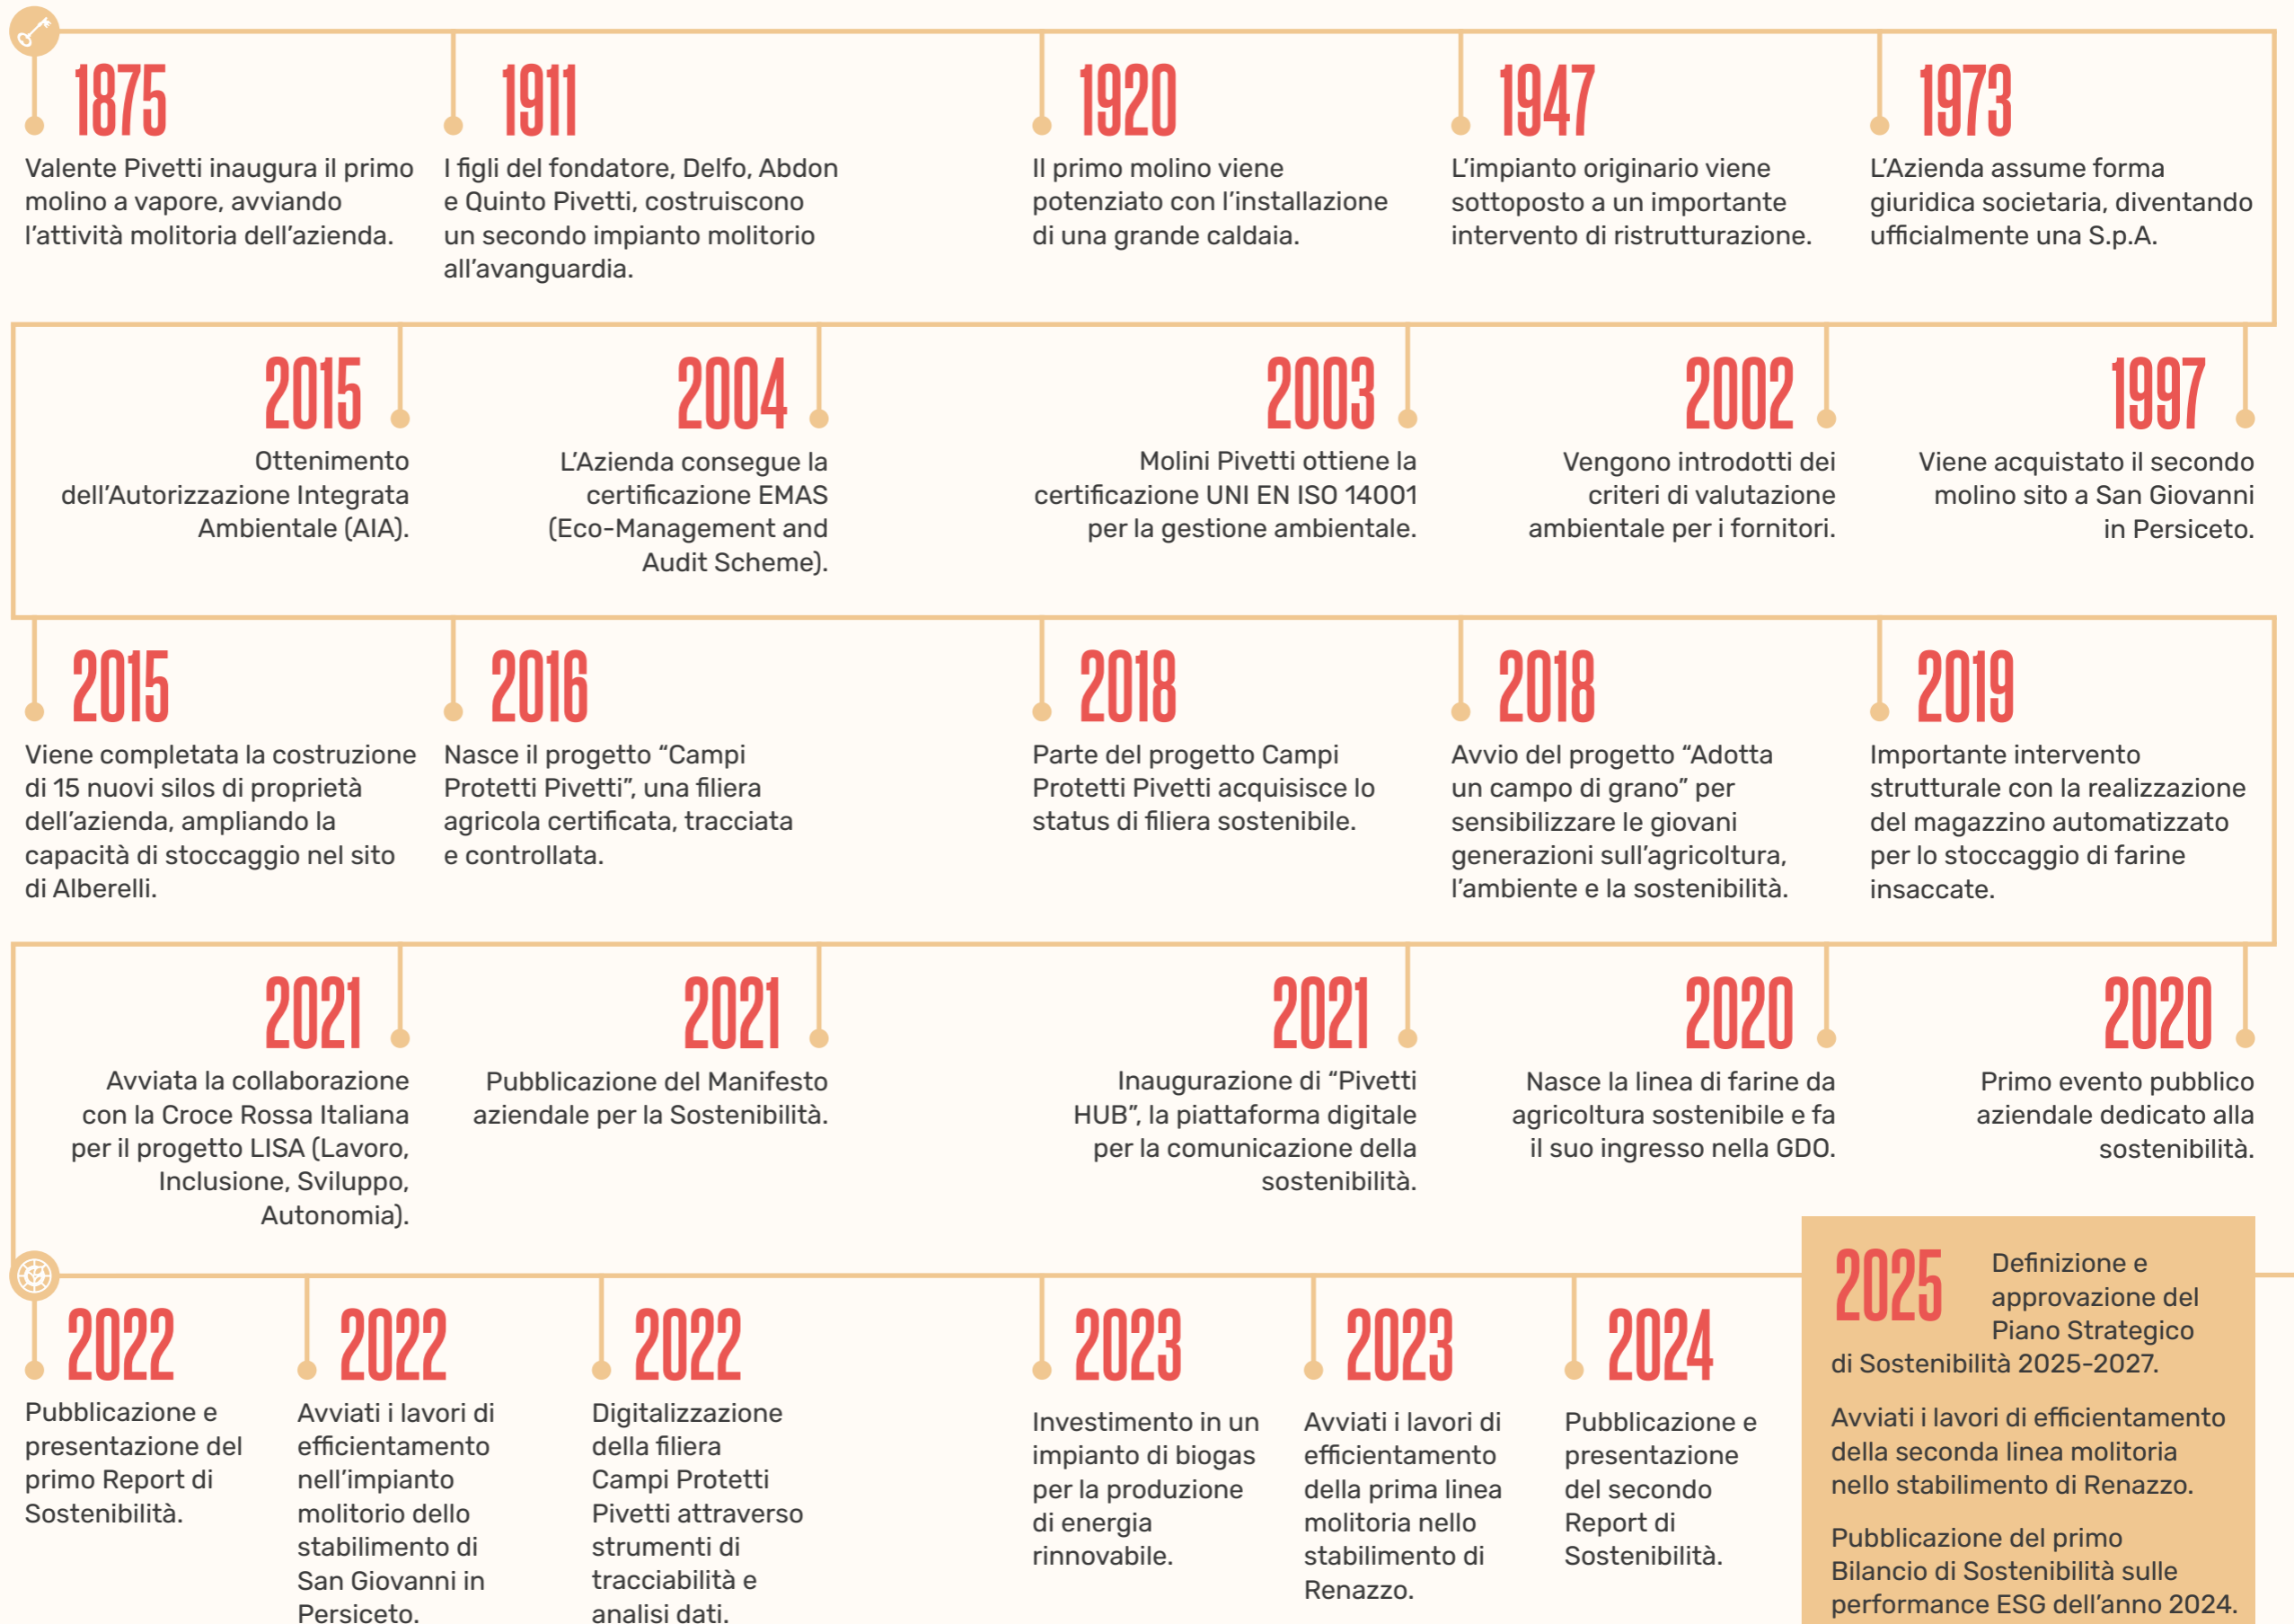 1875
Valente Pivetti inaugura il primo
molino a vapore, avviando
l'attività molitoria dell'azienda.
1911
I figli del fondatore, Delfo, Abdon
e Quinto Pivetti, costruiscono
un secondo impianto molitorio
all'avanguardia.
1920
Il primo molino viene
potenziato con l'installazione
di una grande caldaia.
1947
L'impianto originario viene
sottoposto a un importante
intervento di ristrutturazione.
1973
L'Azienda assume forma
giuridica societaria, diventando
ufficialmente una S.p.A.
1997
Viene acquistato il secondo
molino sito a San Giovanni
in Persiceto.
2002
Vengono introdotti dei
criteri di valutazione
ambientale per i fornitori.
2003
Molini Pivetti ottiene la
certificazione UNI EN ISO 14001
per la gestione ambientale.
2004
L'Azienda consegue la
certificazione EMAS
(Eco-Management and
Audit Scheme).
2015
Ottenimento
dell'Autorizzazione Integrata
Ambientale (AIA).
2015
Viene completata la costruzione
di 15 nuovi silos di proprietà
dell'azienda, ampliando la
capacità di stoccaggio nel sito
di Alberelli.
2016
Nasce il progetto “Campi
Protetti Pivetti”, una filiera
agricola certificata, tracciata
e controllata.
2018
Parte del progetto Campi
Protetti Pivetti acquisisce lo
status di filiera sostenibile.
2018
Avvio del progetto “Adotta
un campo di grano” per
sensibilizzare le giovani
generazioni sull'agricoltura,
l'ambiente e la sostenibilità.
2019
Importante intervento
strutturale con la realizzazione
del magazzino automatizzato
per lo stoccaggio di farine
insaccate.
2020
Primo evento pubblico
aziendale dedicato alla
sostenibilità.
2020
Nasce la linea di farine da
agricoltura sostenibile e fa
il suo ingresso nella GDO.
2021
Inaugurazione di “Pivetti
HUB”, la piattaforma digitale
per la comunicazione della
sostenibilità.
2021
Pubblicazione del Manifesto
aziendale per la Sostenibilità.
2021
Avviata la collaborazione
con la Croce Rossa Italiana
per il progetto LISA (Lavoro,
Inclusione, Sviluppo,
Autonomia).
2022
Pubblicazione e
presentazione del
primo Report di
Sostenibilità.
2022
Avviati i lavori di
efficientamento
nell'impianto
molitorio dello
stabilimento di
San Giovanni in
Persiceto.
2022
Digitalizzazione
della filiera
Campi Protetti
Pivetti attraverso
strumenti di
tracciabilità e
analisi dati.
2023
Investimento in un
impianto di biogas
per la produzione
di energia
rinnovabile.
2023
Avviati i lavori di
efficientamento
della prima linea
molitoria nello
stabilimento di
Renazzo.
2024
Pubblicazione e
presentazione
del secondo
Report di
Sostenibilità.
2025
Definizione e
approvazione del
Piano Strategico
di Sostenibilità 2025-2027.
Avviati i lavori di efficientamento
della seconda linea molitoria
nello stabilimento di Renazzo.
Pubblicazione del primo
Bilancio di Sostenibilità sulle
performance ESG dell'anno 2024.